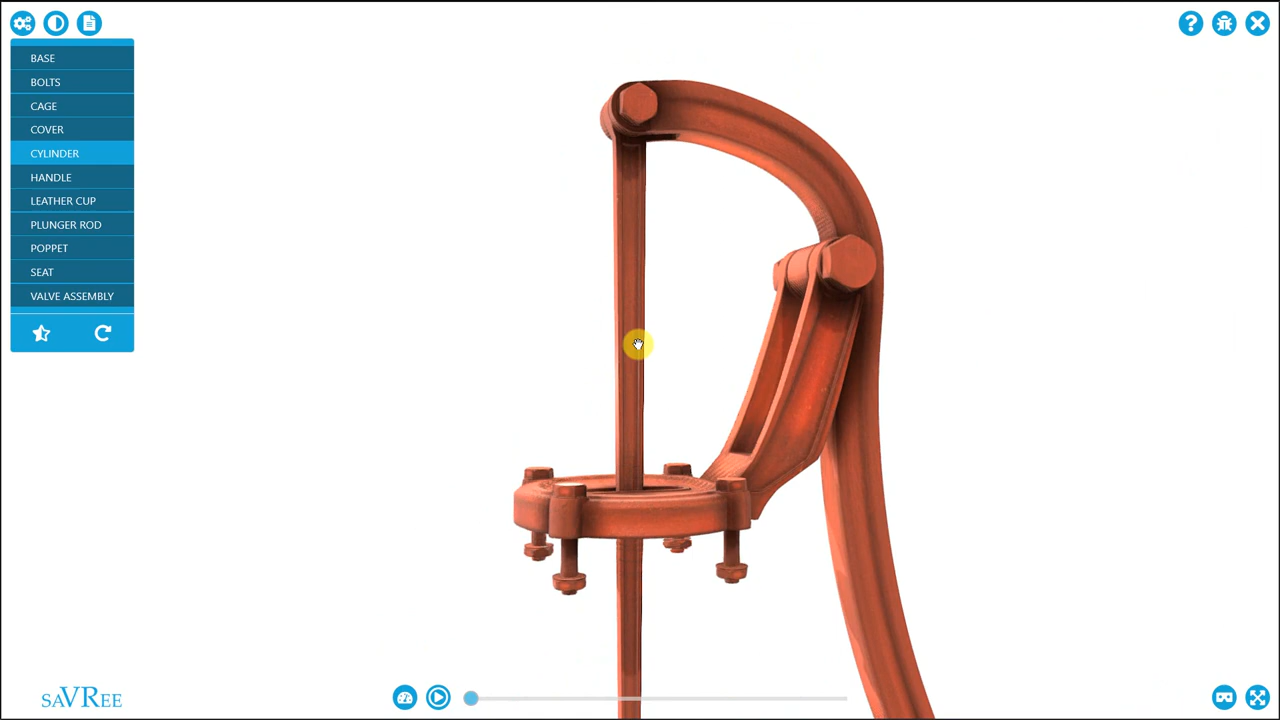 BASE
BOLTS
CAGE
COVER
CYLINDER
HANDLE
LEATHER CUP
PLUNGER ROD
POPPET
SEAT
VALVE ASSEMBLY
saVRee